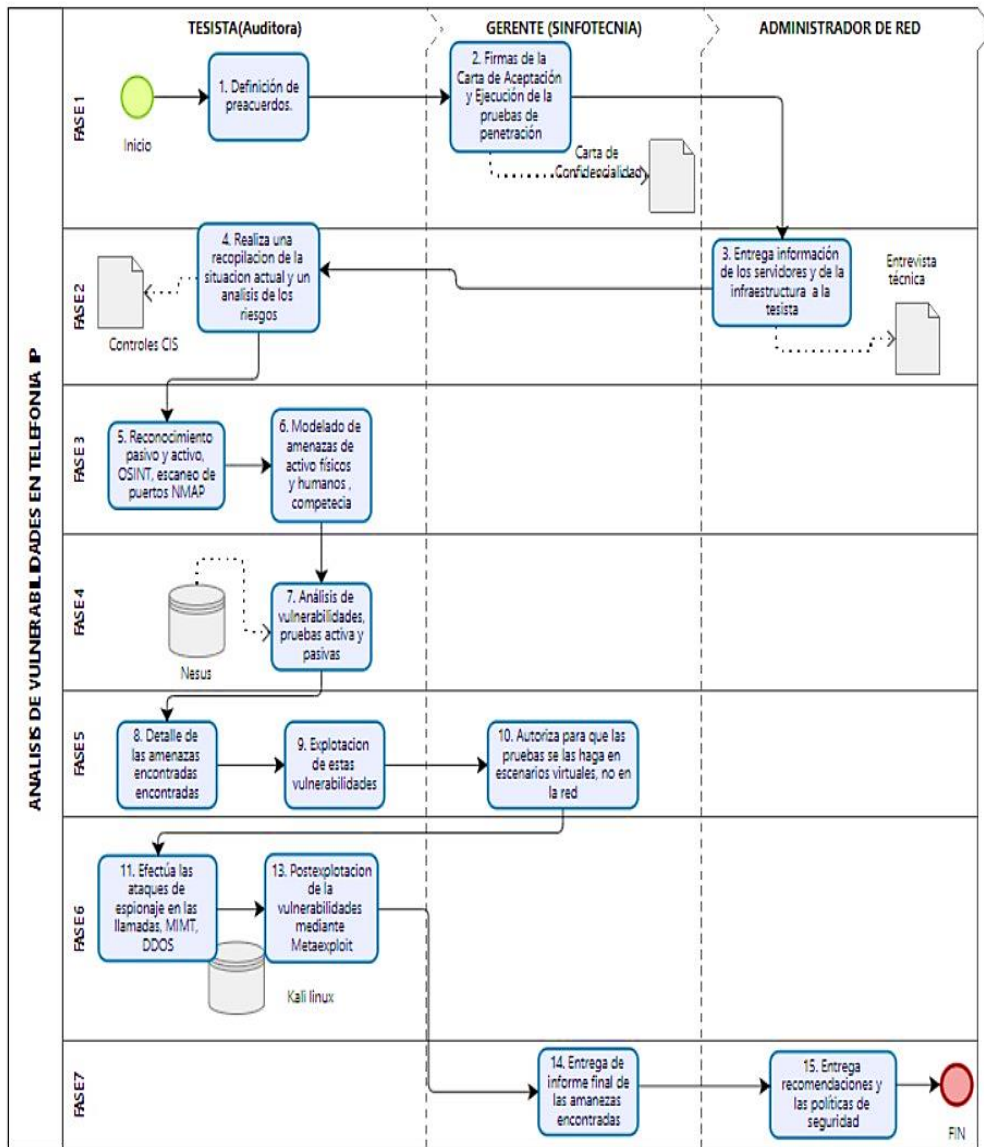 ANALISIS DE VULNERABILIDADES EN TELEFONIA IP
TESISTA(Auditora)
GERENTE (SINFOTECNIA)
ADMINISTRADOR DE RED
FASE 1
Inicio
1. Definición de
preacuerdos.
2. Firmas de la
Carta de Aceptación
y Ejecución de la
pruebas de
penetración
Carta de
Confidescialidad
FASE 2
4. Realiza una
recopilacion de la
situacion actual y un
analisis de los
riesgos
Controles CIS
3. Entrega información
de los servidores y de la
infraestructura a la
tesista
Entrevista
técnica
FASE 3
5. Reconocimiento
pasivo y activo,
OSINT, escaneo de
puertos NMAP
6. Modelado de
amenazas de
activo físicos
y humanos ,
competecia
FASE 4
Nesus
7. Análisis de
vulnerabilidades,
pruebas activa y
pasivas
FASE 5
8. Detalle de
las amenazas
encontradas
encontradas
9. Explotacion
de estas
vulnerabilidades
10. Autoriza para que las
pruebas se las haga en
escenarios virtuales, no en
la red
FASE 6
11. Efectúa las
ataques de
espionaje en las
llamadas, MIMT,
DDOS
13. Postexplotacion
de la
vulnerabilidades
mediante
Metaexploit
Kali linux
FASE 7
14. Entrega de
informe final de
las amanezas
encontradas
15. Entrega
recomendaciones y
las políticas de
seguridad
FIN